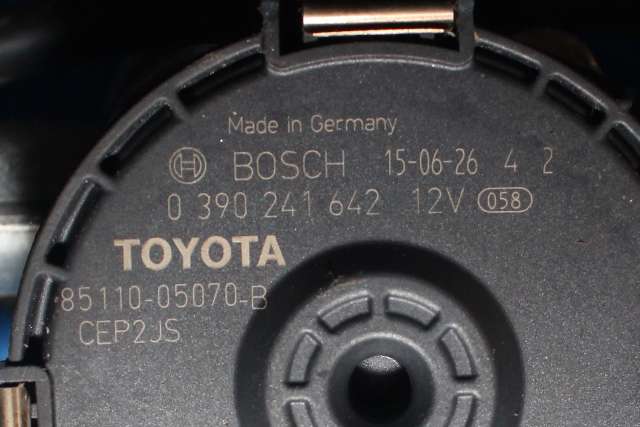 Made in Germany
BOSCH 15-06-26 4 2
0 390 241 642 12V 058
TOYOTA
85110-05070-B
CEP2JS